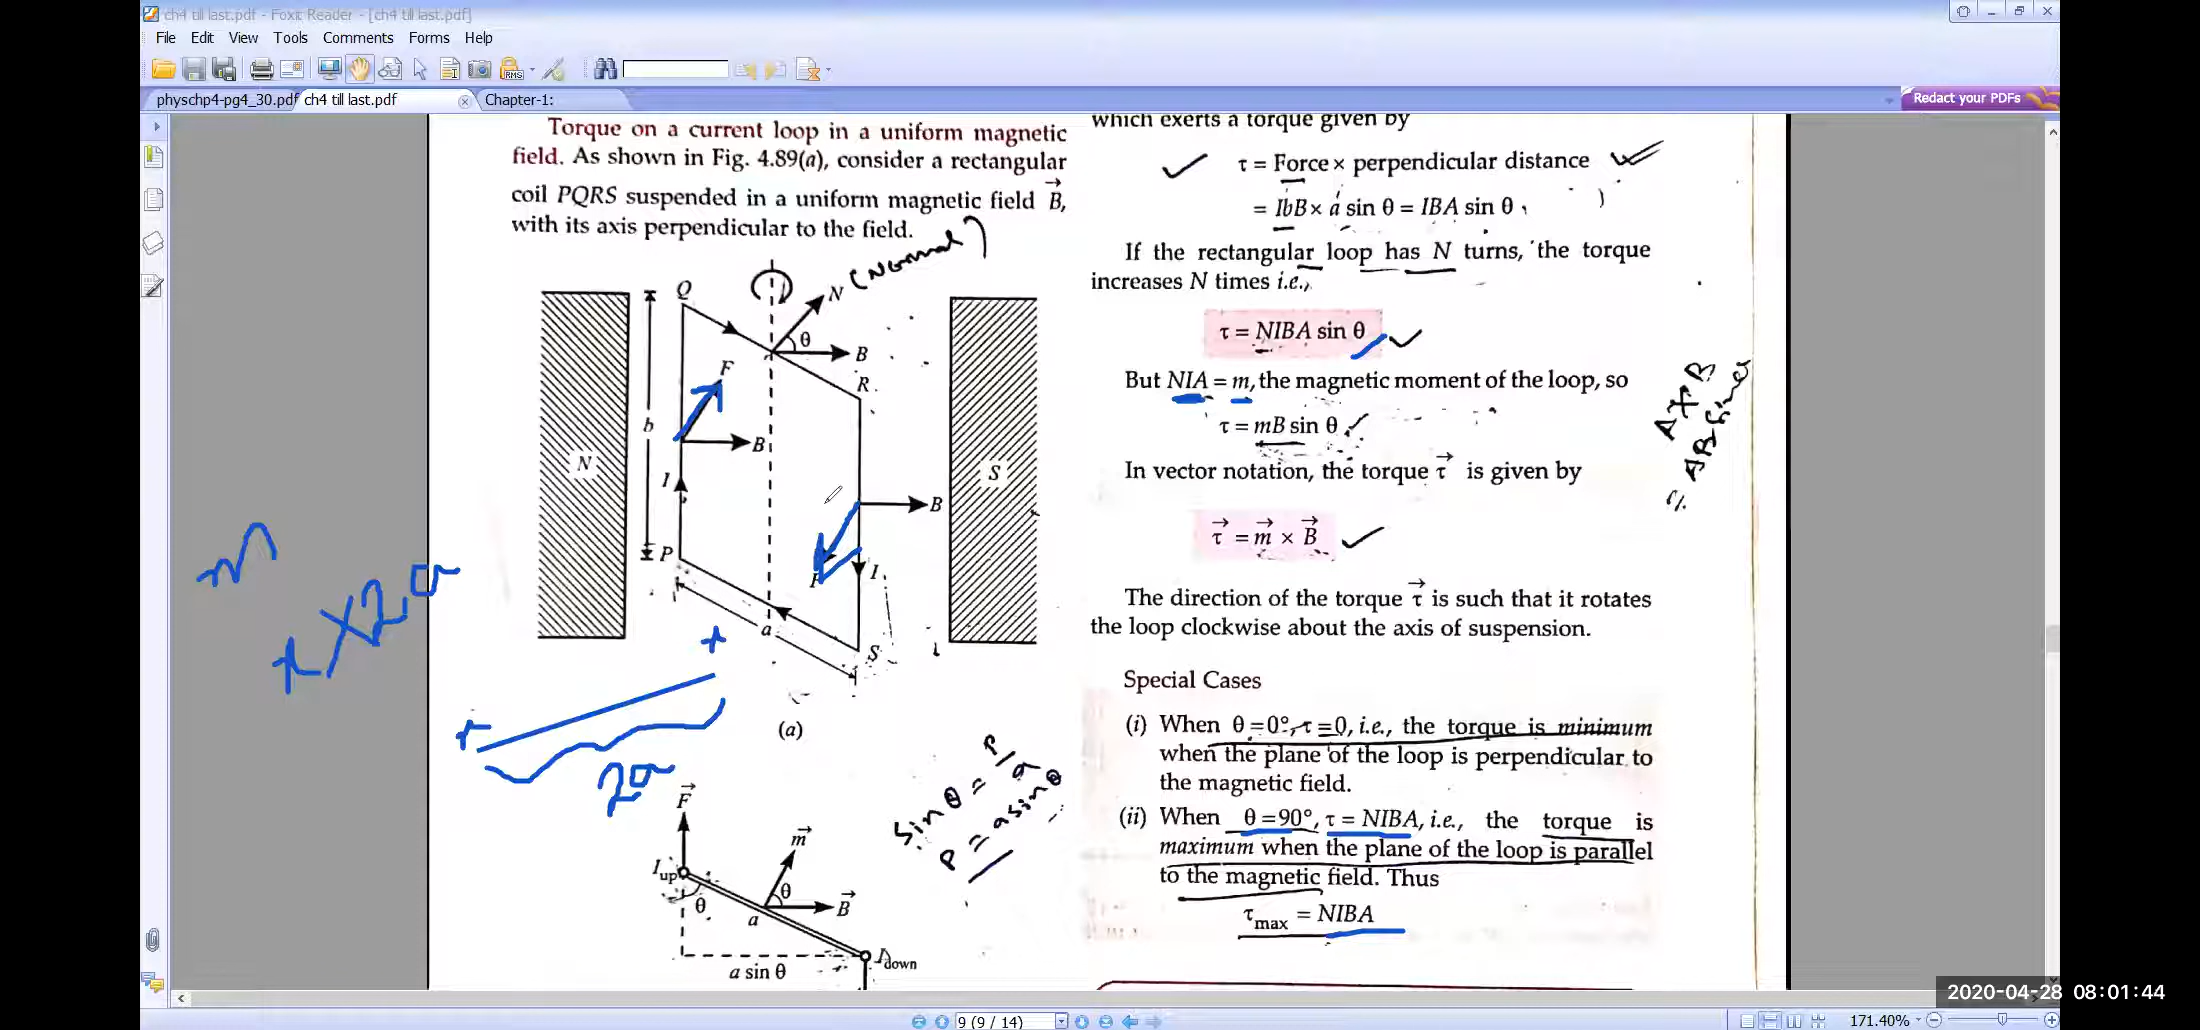 ch4 till last.pdf - Foxit Reader - [ch4 till last.pdf]
File Edit View Tools Comments Forms Help
physchp4-pg4_30.pdf ch4 till last.pdf Chapter-1: Redact your PDFs
Torque on a current loop in a uniform magnetic
field. As shown in Fig. 4.89(a), consider a rectangular
coil PQRS suspended in a uniform magnetic field B⃗,
with its axis perpendicular to the field.
N (Normal)
Q
θ
B
R
F
b
B
N
S
I
B
P
I
F
a
S
m
r×2a
+
2a
(a)
F⃗
m⃗
I up
θ
B⃗
θ
a
I down
a sin θ
sin θ = P/a
P = a sin θ
which exerts a torque given by
τ = Force × perpendicular distance
= IbB × a sin θ = IBA sin θ
If the rectangular loop has N turns, the torque
increases N times i.e.,
τ = NIBA sin θ
But NIA = m, the magnetic moment of the loop, so
τ = mB sin θ
In vector notation, the torque τ⃗ is given by
τ⃗ = m⃗ × B⃗
A×B
AB sinθ
The direction of the torque τ⃗ is such that it rotates
the loop clockwise about the axis of suspension.
Special Cases
(i) When θ = 0°, τ = 0, i.e., the torque is minimum
when the plane of the loop is perpendicular to
the magnetic field.
(ii) When θ = 90°, τ = NIBA, i.e., the torque is
maximum when the plane of the loop is parallel
to the magnetic field. Thus
τmax = NIBA
2020-04-28 08:01:44
9 (9 / 14) 171.40%